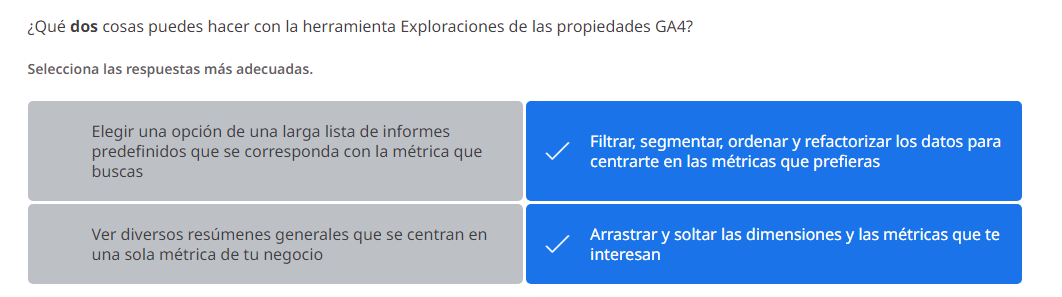 ¿Qué dos cosas puedes hacer con la herramienta Exploraciones de las propiedades GA4?
Selecciona las respuestas más adecuadas.
Elegir una opción de una larga lista de informes
predefinidos que se corresponda con la métrica que
buscas
Filtrar, segmentar, ordenar y refactorizar los datos para
centrarte en las métricas que prefieras
Ver diversos resúmenes generales que se centran en
una sola métrica de tu negocio
Arrastrar y soltar las dimensiones y las métricas que te
interesan